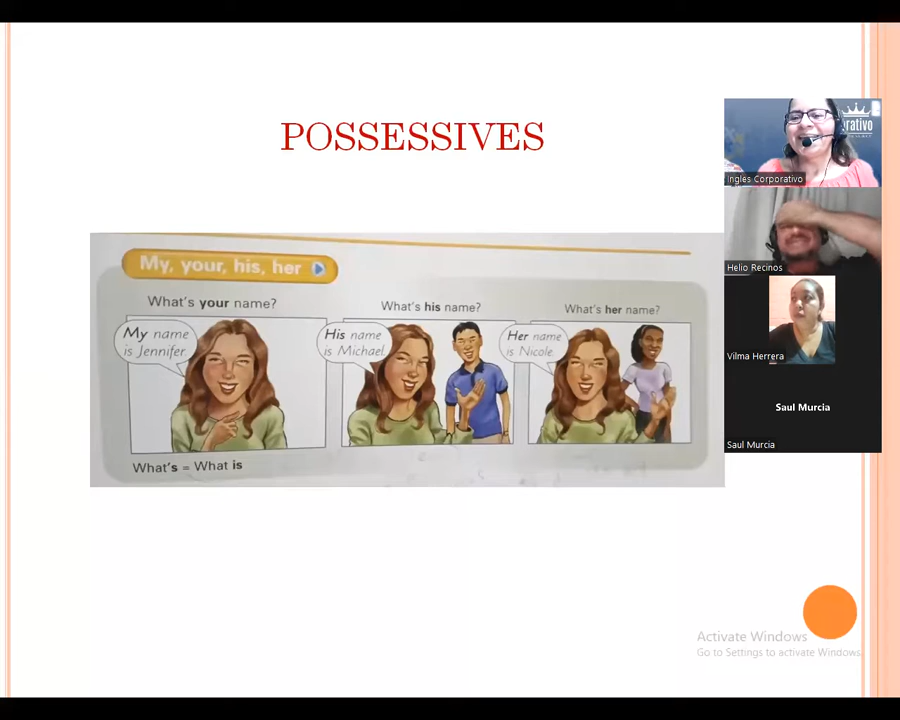 POSSESSIVES
My, your, his, her
What's your name?
What's his name?
What's her name?
My name
is Jennifer.
His name
is Michael.
Her name
is Nicole.
What's = What is
rativo
Ingles Corporativo
Helio Recinos
Vilma Herrera
Saul Murcia
Saul Murcia
Activate Windows
Go to Settings to activate Windows.